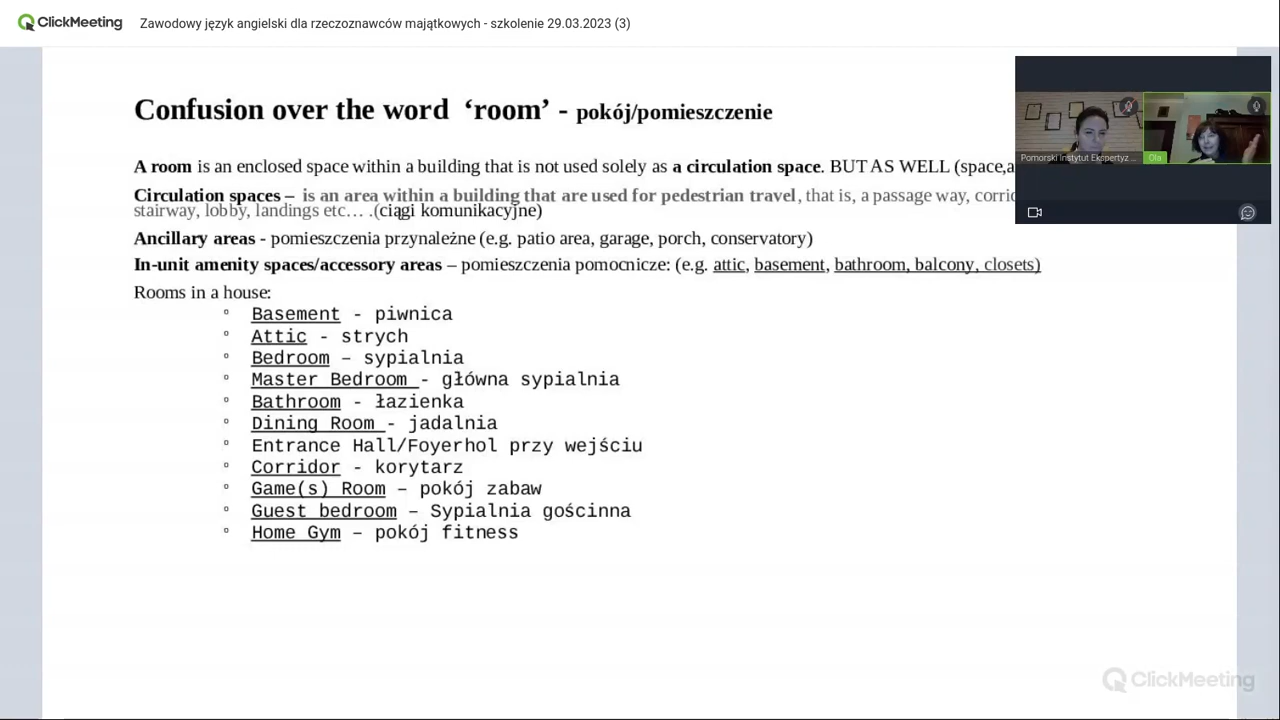 ClickMeeting
Zawodowy język angielski dla rzeczoznawców majątkowych - szkolenie 29.03.2023 (3)
Confusion over the word ‘room’ - pokój/pomieszczenie
A room is an enclosed space within a building that is not used solely as a circulation space. BUT AS WELL (space,a
Circulation spaces – is an area within a building that are used for pedestrian travel, that is, a passage way, corric
stairway, lobby, landings etc… .(ciągi komunikacyjne)
Ancillary areas - pomieszczenia przynależne (e.g. patio area, garage, porch, conservatory)
In-unit amenity spaces/accessory areas – pomieszczenia pomocnicze: (e.g. attic, basement, bathroom, balcony, closets)
Rooms in a house:
Basement - piwnica
Attic - strych
Bedroom – sypialnia
Master Bedroom - główna sypialnia
Bathroom - łazienka
Dining Room - jadalnia
Entrance Hall/Foyerhol przy wejściu
Corridor - korytarz
Game(s) Room – pokój zabaw
Guest bedroom – Sypialnia gościnna
Home Gym – pokój fitness
Pomorski Instytut Ekspertyz ...
Ola
ClickMeeting